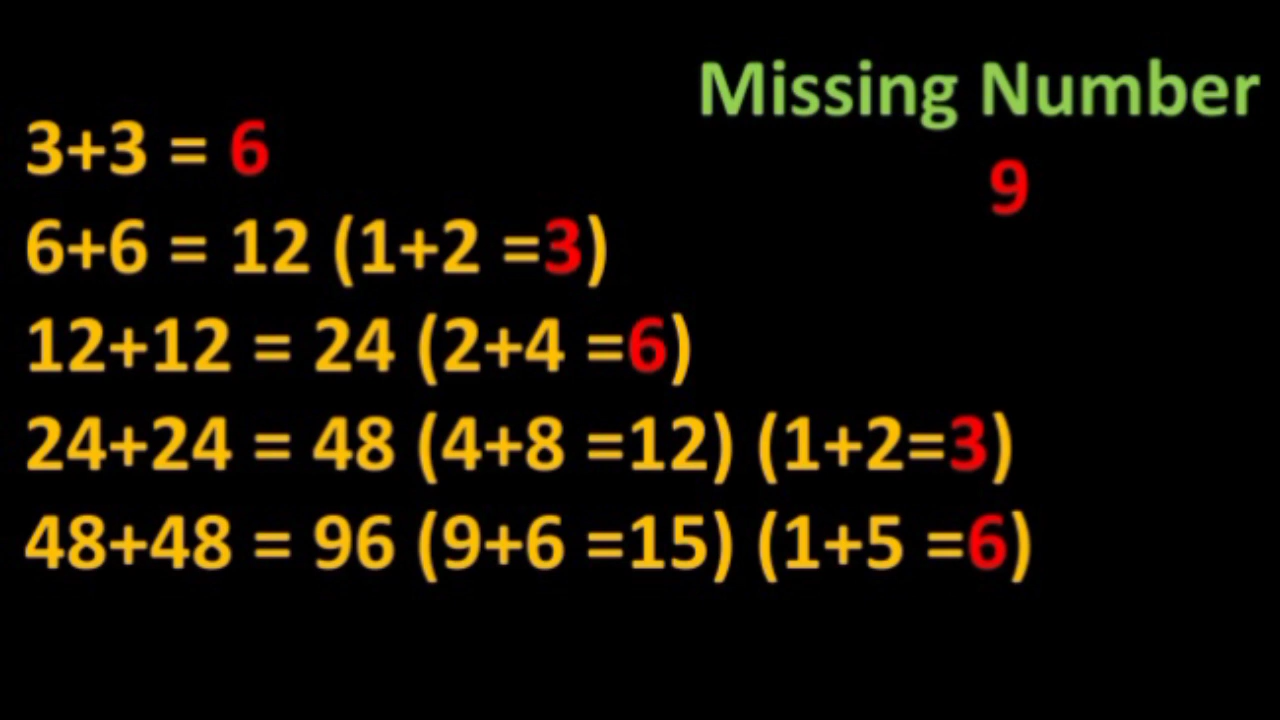 Missing Number
9
3+3 = 6
6+6 = 12 (1+2 =3)
12+12 = 24 (2+4 =6)
24+24 = 48 (4+8 =12) (1+2=3)
48+48 = 96 (9+6 =15) (1+5 =6)